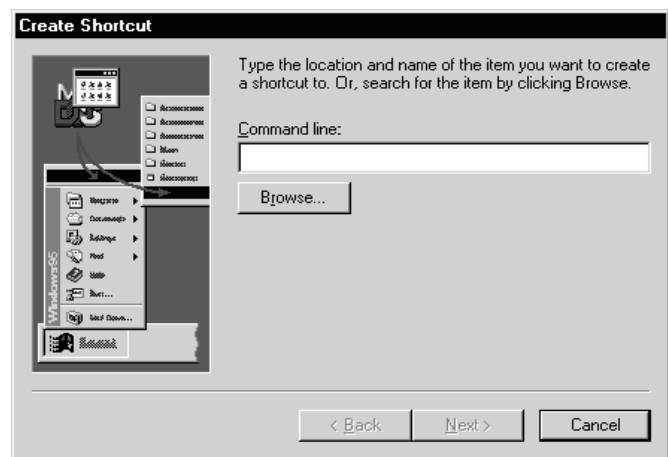 Create Shortcut
Type the location and name of the item you want to create
a shortcut to. Or, search for the item by clicking Browse.
Command line:
Browse...
Windows95
< Back
Next >
Cancel